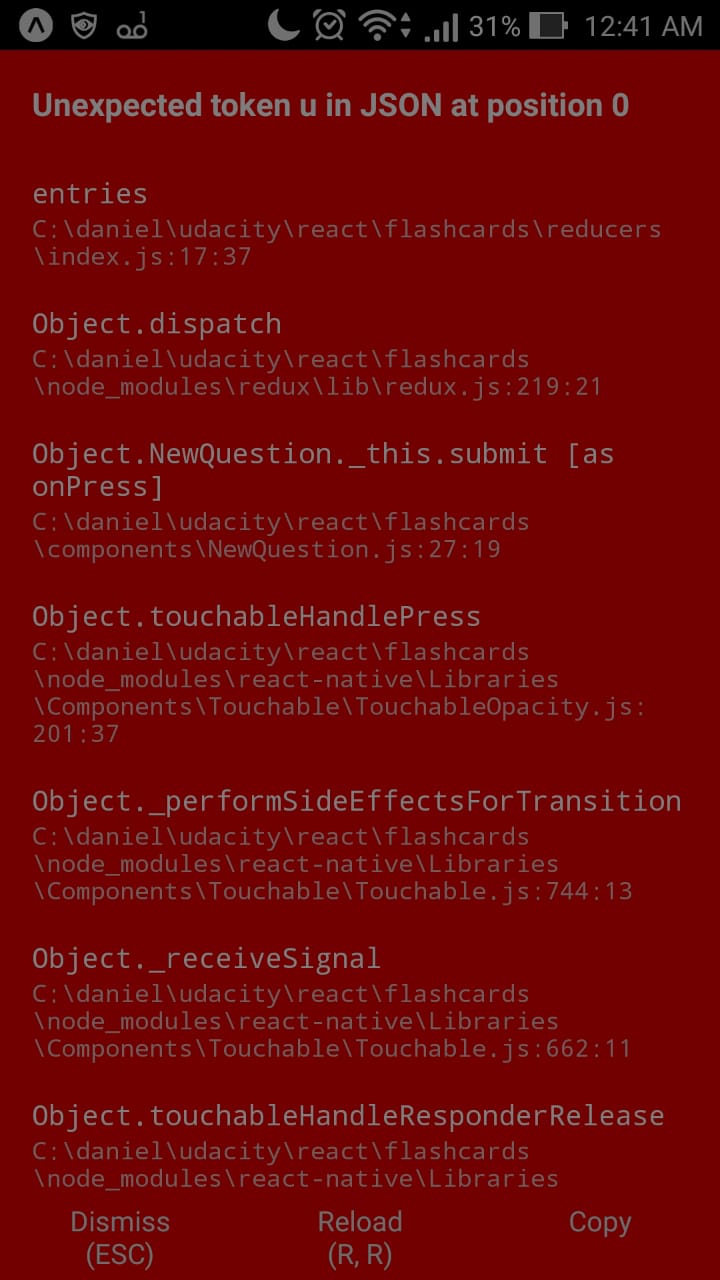 31% 12:41 AM
Unexpected token u in JSON at position 0
entries
C:\daniel\udacity\react\flashcards\reducers
\index.js:17:37
Object.dispatch
C:\daniel\udacity\react\flashcards
\node_modules\redux\lib\redux.js:219:21
Object.NewQuestion._this.submit [as
onPress]
C:\daniel\udacity\react\flashcards
\components\NewQuestion.js:27:19
Object.touchableHandlePress
C:\daniel\udacity\react\flashcards
\node_modules\react-native\Libraries
\Components\Touchable\TouchableOpacity.js:
201:37
Object._performSideEffectsForTransition
C:\daniel\udacity\react\flashcards
\node_modules\react-native\Libraries
\Components\Touchable\Touchable.js:744:13
Object._receiveSignal
C:\daniel\udacity\react\flashcards
\node_modules\react-native\Libraries
\Components\Touchable\Touchable.js:662:11
Object.touchableHandleResponderRelease
C:\daniel\udacity\react\flashcards
\node_modules\react-native\Libraries
Dismiss Reload Copy
(ESC) (R, R)